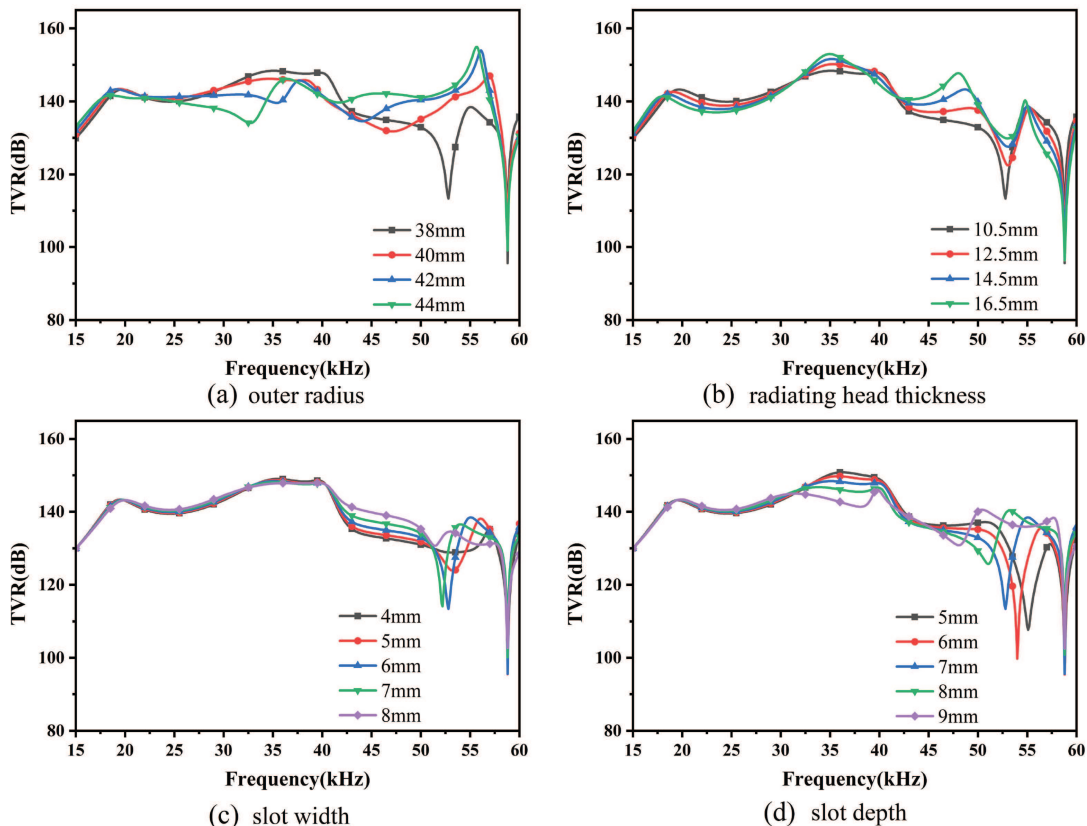 160
140
120
100
80
TVR(dB)
38mm
40mm
42mm
44mm
15 20 25 30 35 40 45 50 55 60
Frequency(kHz)
(a) outer radius
160
140
120
100
80
TVR(dB)
10.5mm
12.5mm
14.5mm
16.5mm
15 20 25 30 35 40 45 50 55 60
Frequency(kHz)
(b) radiating head thickness
160
140
120
100
80
TVR(dB)
4mm
5mm
6mm
7mm
8mm
15 20 25 30 35 40 45 50 55 60
Frequency(kHz)
(c) slot width
160
140
120
100
80
TVR(dB)
5mm
6mm
7mm
8mm
9mm
15 20 25 30 35 40 45 50 55 60
Frequency(kHz)
(d) slot depth